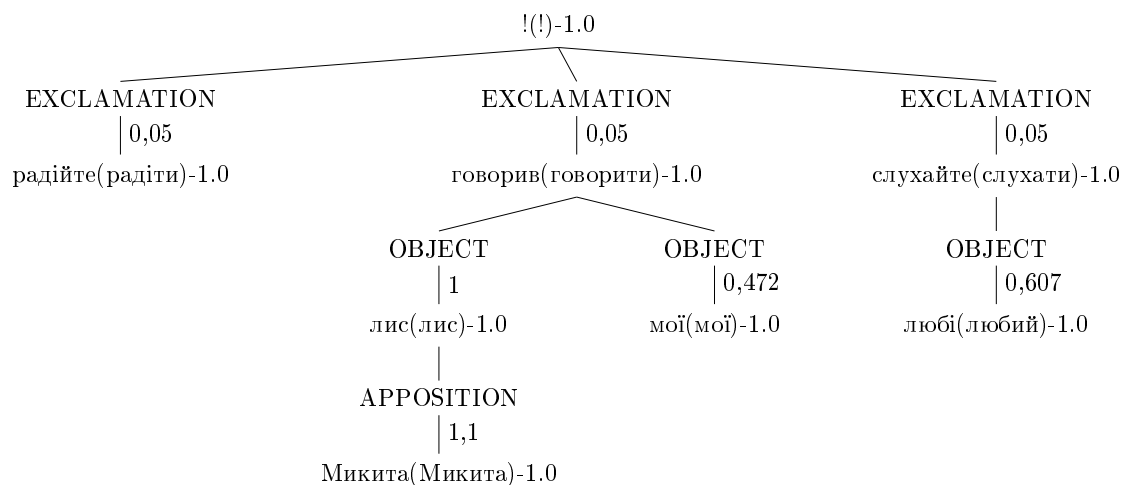 !(!)-1.0
EXCLAMATION EXCLAMATION EXCLAMATION
0,05 0,05 0,05
радійте(радіти)-1.0 говорив(говорити)-1.0 слухайте(слухати)-1.0
OBJECT OBJECT OBJECT
1 0,472 0,607
лис(лис)-1.0 мої(мої)-1.0 любі(любий)-1.0
APPOSITION
1,1
Микита(Микита)-1.0